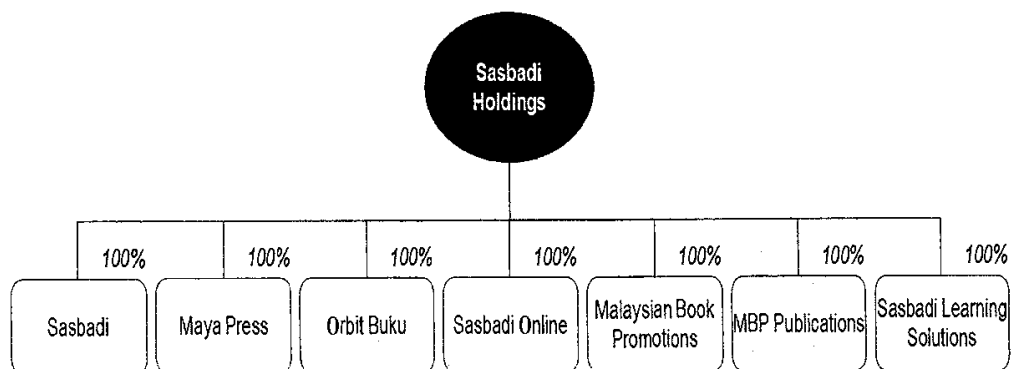 Sasbadi
Holdings
100%
100%
100%
100%
100%
100%
100%
Sasbadi
Maya Press
Orbit Buku
Sasbadi Online
Malaysian Book
Promotions
MBP Publications
Sasbadi Learning
Solutions